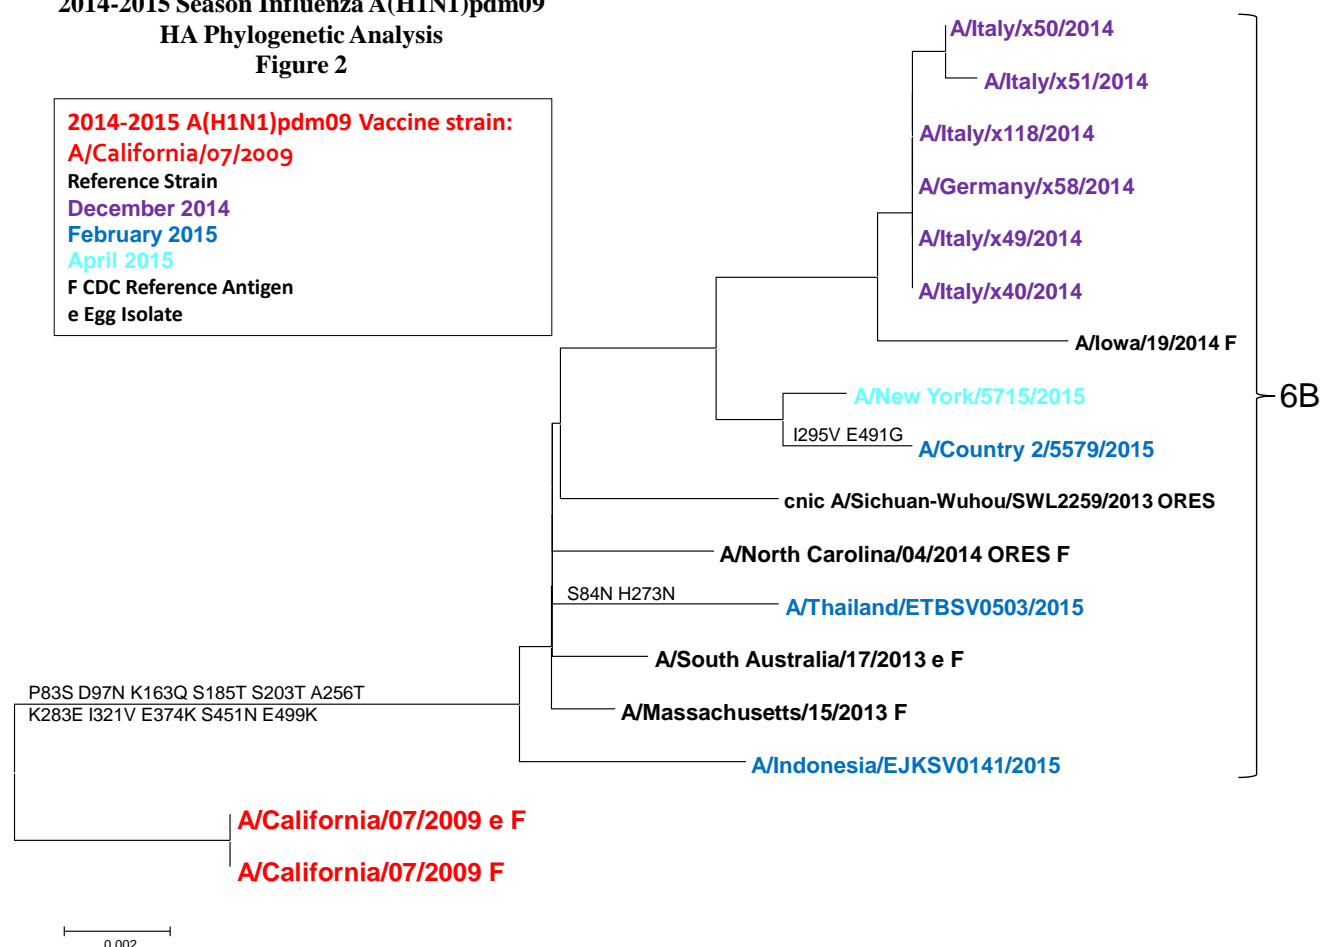 2014-2015 Season Influenza A(H1N1)pdm09
HA Phylogenetic Analysis
Figure 2
2014-2015 A(H1N1)pdm09 Vaccine strain:
A/California/07/2009
Reference Strain
December 2014
February 2015
April 2015
F CDC Reference Antigen
e Egg Isolate
A/Italy/x50/2014
A/Italy/x51/2014
A/Italy/x118/2014
A/Germany/x58/2014
A/Italy/x49/2014
A/Italy/x40/2014
A/Iowa/19/2014 F
A/New York/5715/2015
6B
I295V E491G
A/Country 2/5579/2015
cnic A/Sichuan-Wuhou/SWL2259/2013 ORES
A/North Carolina/04/2014 ORES F
S84N H273N
A/Thailand/ETBSV0503/2015
A/South Australia/17/2013 e F
P83S D97N K163Q S185T S203T A256T
K283E I321V E374K S451N E499K
A/Massachusetts/15/2013 F
A/Indonesia/EJKSV0141/2015
A/California/07/2009 e F
A/California/07/2009 F
0.002